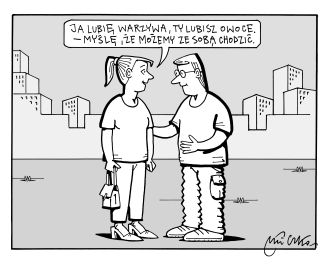 JA LUBIĘ WARZYWA, TY LUBISZ OWOCE.
– MYŚLĘ, ŻE MOŻEMY ZE SOBĄ CHODZIĆ.